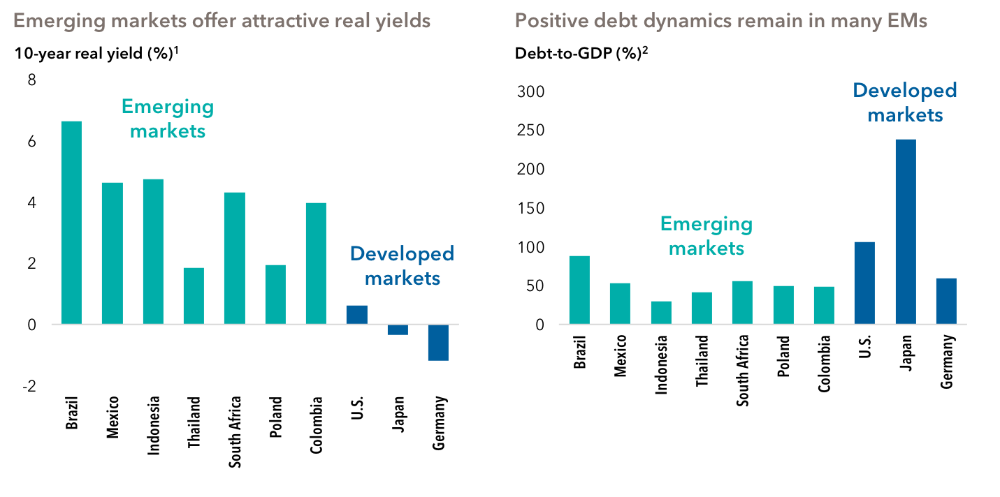 Emerging markets offer attractive real yields
10-year real yield (%)¹
8
6
4
2
0
-2
Emerging
markets
Developed
markets
Brazil
Mexico
Indonesia
Thailand
South Africa
Poland
Colombia
U.S.
Japan
Germany
Positive debt dynamics remain in many EMs
Debt-to-GDP (%)²
300
250
200
150
100
50
0
Emerging
markets
Developed
markets
Brazil
Mexico
Indonesia
Thailand
South Africa
Poland
Colombia
U.S.
Japan
Germany